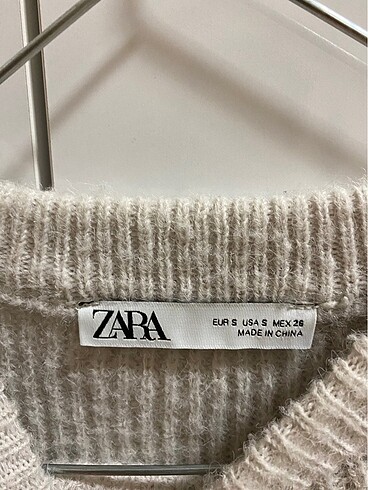 ZARA
EUR S USA S MEX 26
MADE IN CHINA